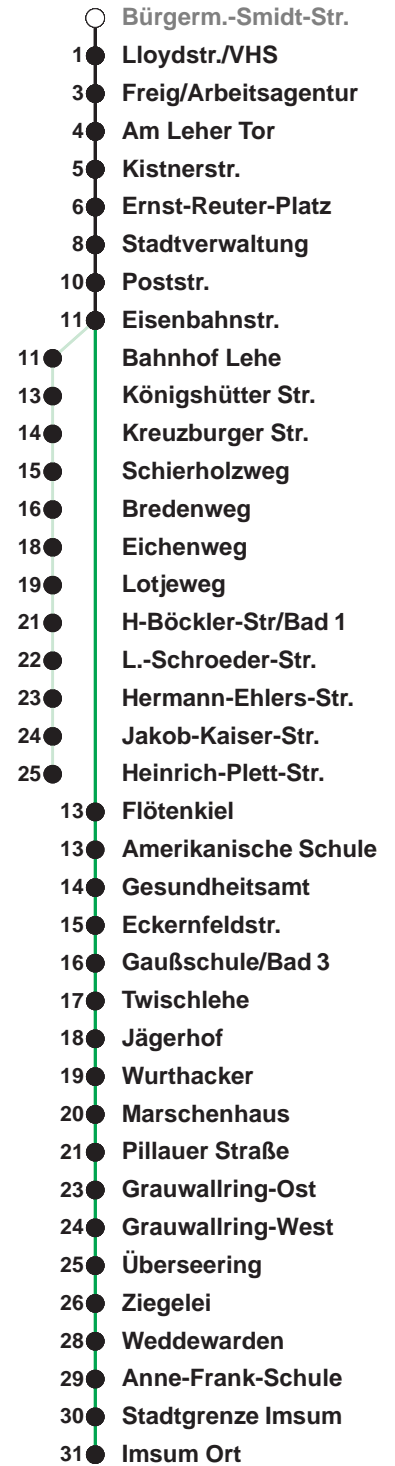 Bürgerm.-Smidt-Str.
1 Lloydstr./VHS
3 Freig/Arbeitsagentur
4 Am Leher Tor
5 Kistnerstr.
6 Ernst-Reuter-Platz
8 Stadtverwaltung
10 Poststr.
11 Eisenbahnstr.
11 Bahnhof Lehe
13 Königshütter Str.
14 Kreuzburger Str.
15 Schierholzweg
16 Bredenweg
18 Eichenweg
19 Lotjeweg
21 H-Böckler-Str/Bad 1
22 L.-Schroeder-Str.
23 Hermann-Ehlers-Str.
24 Jakob-Kaiser-Str.
25 Heinrich-Plett-Str.
13 Flötenkiel
13 Amerikanische Schule
14 Gesundheitsamt
15 Eckernfeldstr.
16 Gaußschule/Bad 3
17 Twischlehe
18 Jägerhof
19 Wurthacker
20 Marschenhaus
21 Pillauer Straße
23 Grauwallring-Ost
24 Grauwallring-West
25 Überseering
26 Ziegelei
28 Weddewarden
29 Anne-Frank-Schule
30 Stadtgrenze Imsum
31 Imsum Ort